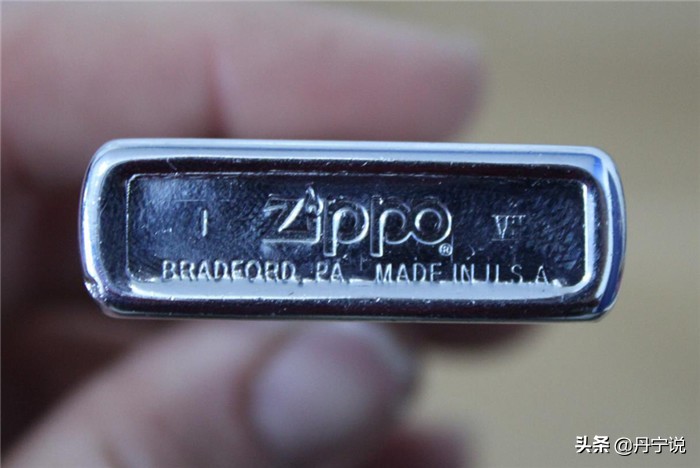 I Zippo®
BRADFORD, PA. MADE IN U.S.A.
头条 @丹宁说